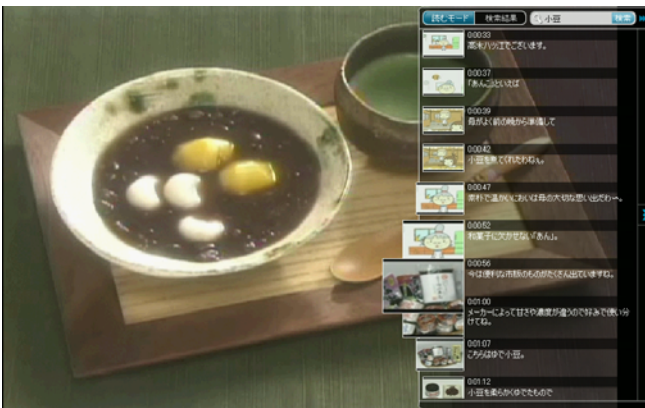 読むモード
検索結果
小豆
検索
0:00:33
高木ハツ江でございます。
0:00:37
「あんこ」といえば
0:00:39
母がよく前の晩から準備して
0:00:42
小豆を煮てくれたわねぇ。
0:00:47
素朴で温かいにおいは母の大切な思い出だわ〜。
0:00:52
和菓子に欠かせない「あん」。
0:00:56
今は便利な市販のものがたくさん出ていますね。
0:01:00
メーカーによって甘さや濃度が違うので好みで使い分
けてね。
0:01:07
こちらはゆで小豆。
0:01:12
小豆を柔らかくゆでたもので